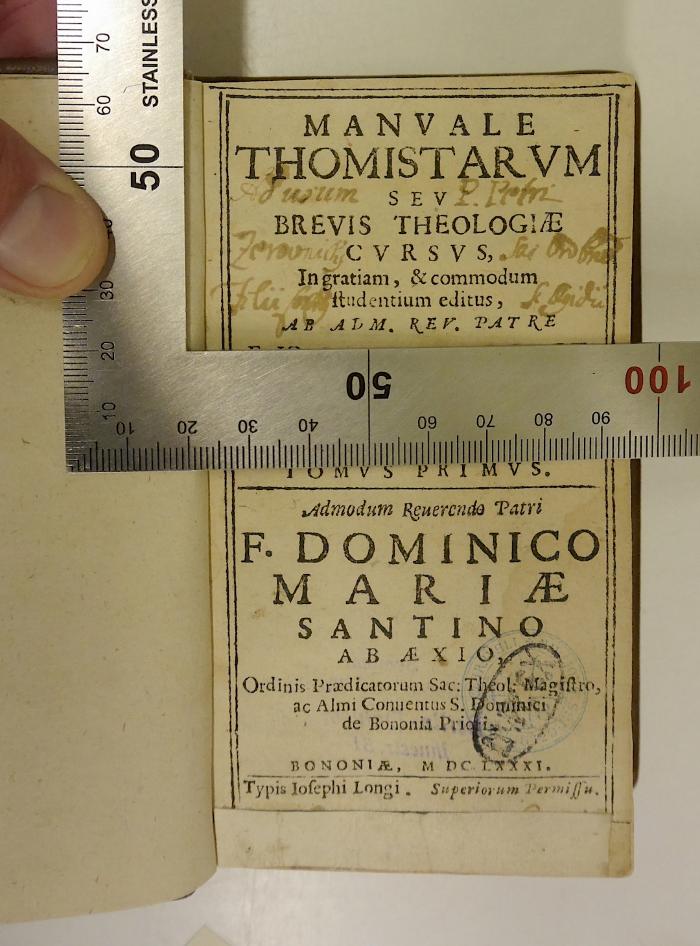 MANVALE
THOMISTARVM
SEV
BREVIS THEOLOGIÆ
CVRSVS,
In gratiam, & commodum
ſtudentium editus,
AB ADM. REV. PATRE
TOMVS PRIMVS.
Admodum Reuerendo Patri
F. DOMINICO
MARIÆ
SANTINO
AB ÆXIO,
Ordinis Prædicatorum Sac: Theol: Magiſtro,
ac Almi Conuentus S. Dominici
de Bononia Priori.
BONONIÆ, M DC LXXXI.
Typis Ioſephi Longi. Superiorum Permiſſu.
Ad usum P. Petri
STAINLESS
70
60
50
30
20
10
10 20 30 40 50 60 70 80 90 100